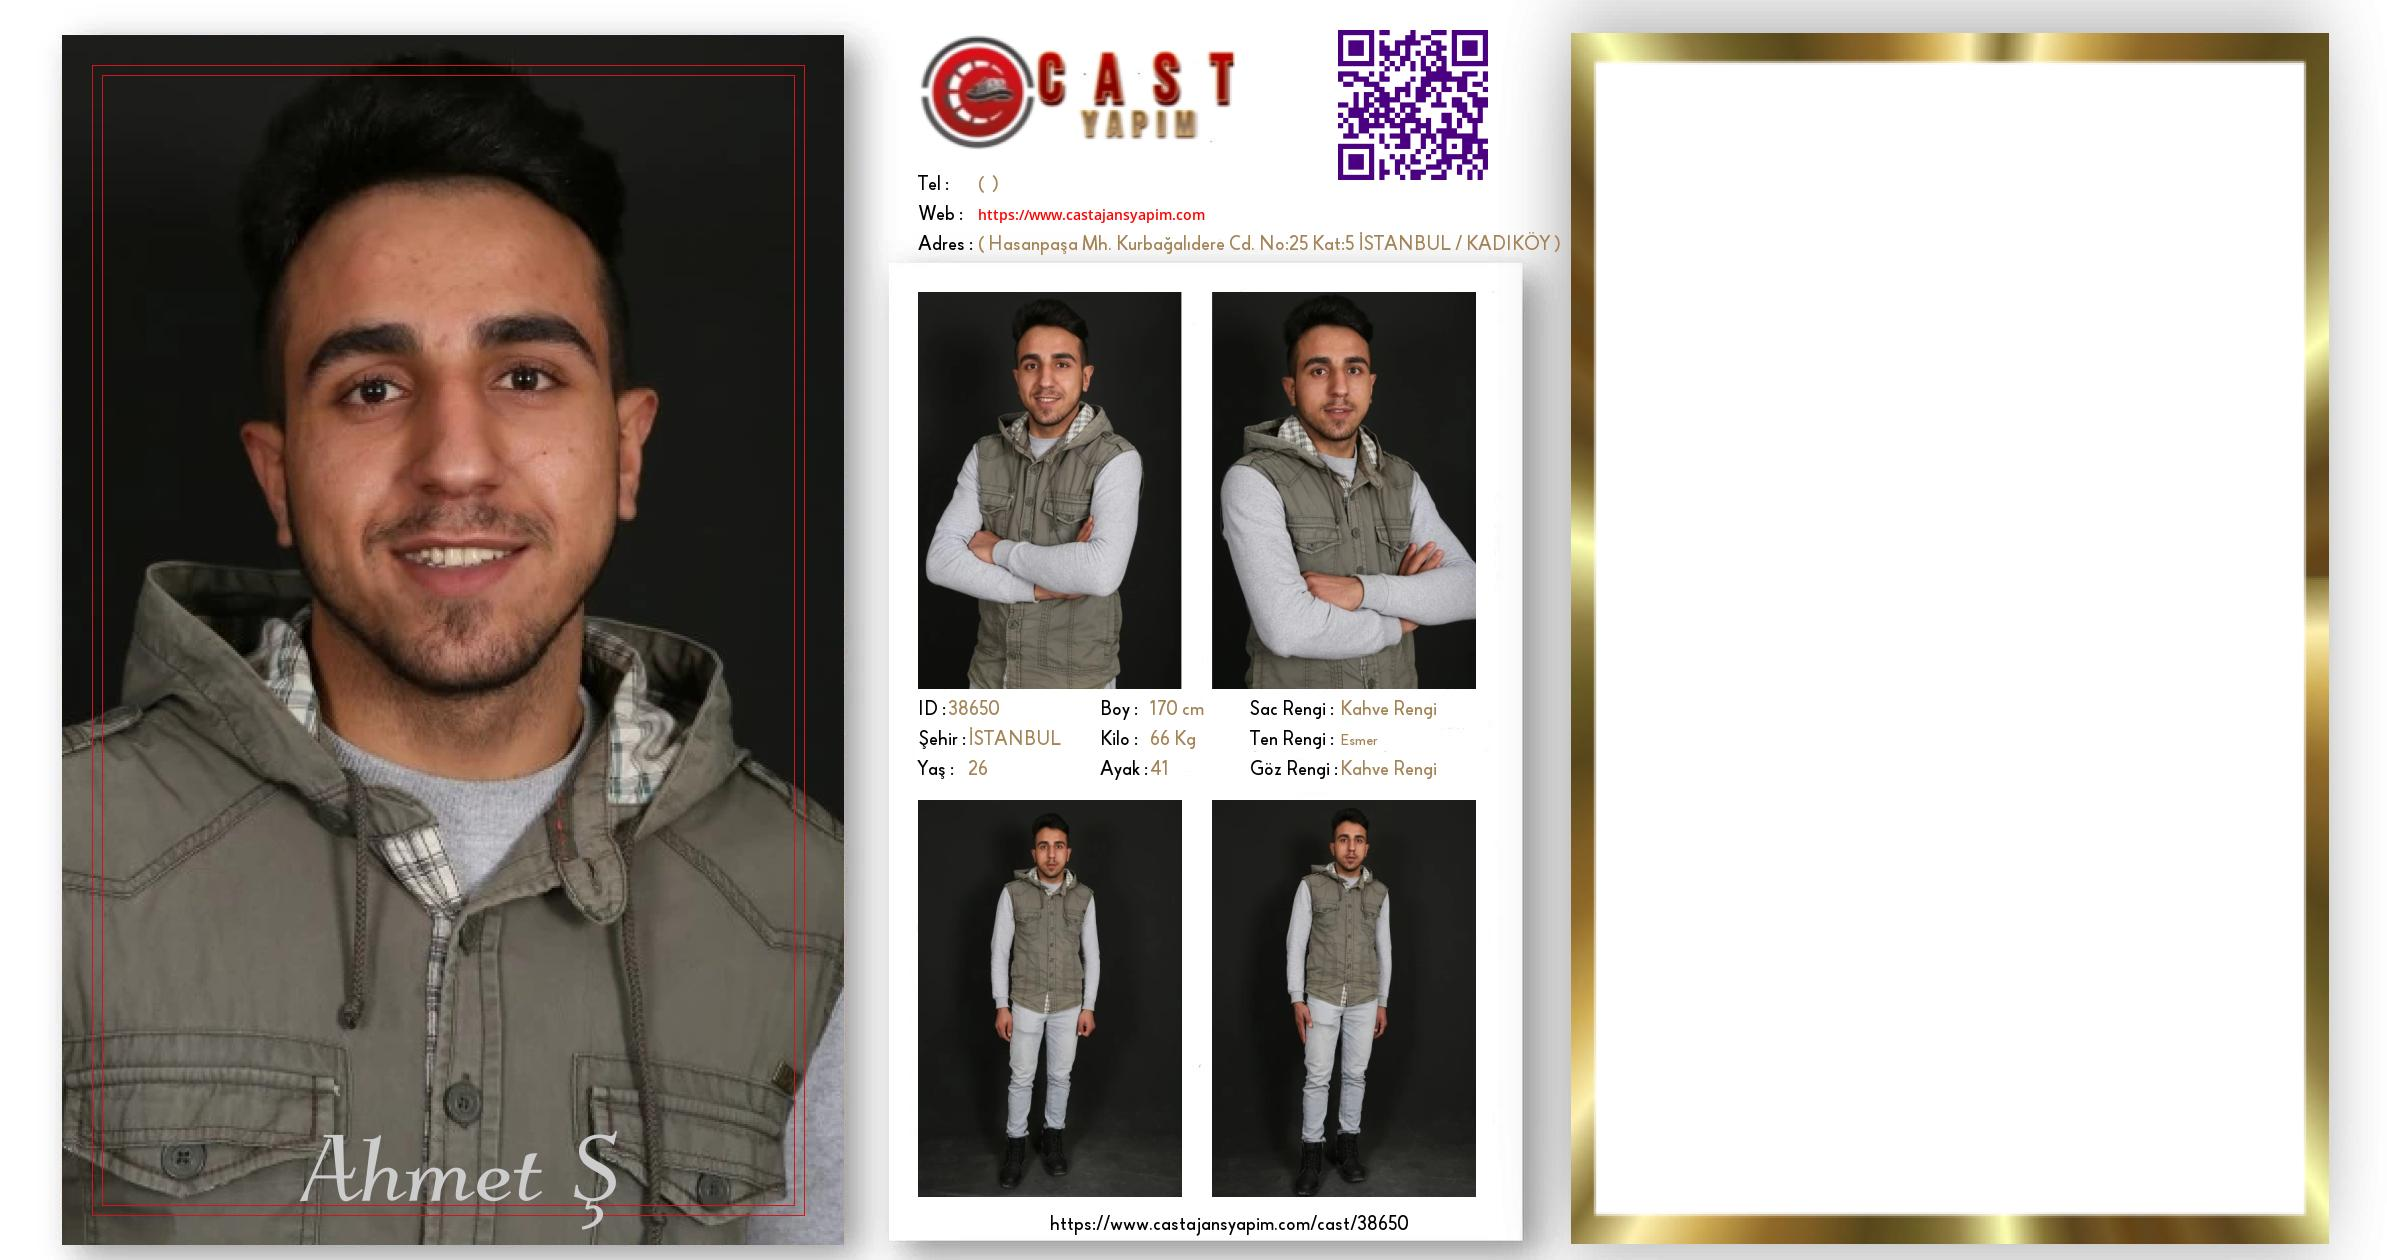 Ahmet Ş
CAST
YAPIM
Tel : ( )
Web : https://www.castajansyapim.com
Adres : ( Hasanpaşa Mh. Kurbağalıdere Cd. No:25 Kat:5 İSTANBUL / KADIKÖY )
ID : 38650 Boy : 170 cm Sac Rengi : Kahve Rengi
Şehir : İSTANBUL Kilo : 66 Kg Ten Rengi : Esmer
Yaş : 26 Ayak : 41 Göz Rengi : Kahve Rengi
https://www.castajansyapim.com/cast/38650